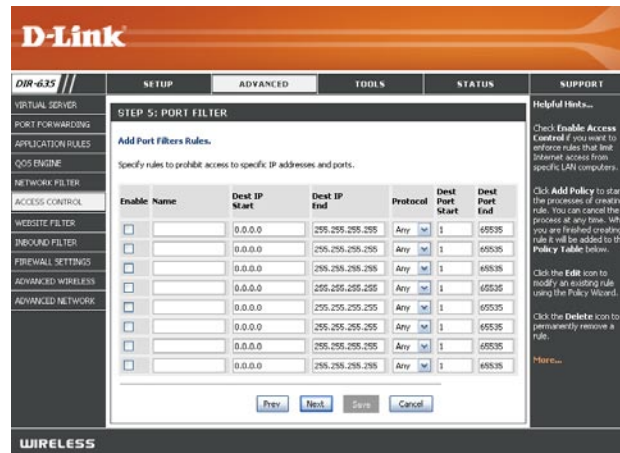 D-Link
DIR-635
SETUP ADVANCED TOOLS STATUS SUPPORT
VIRTUAL SERVER
PORT FORWARDING
APPLICATION RULES
QOS ENGINE
NETWORK FILTER
ACCESS CONTROL
WEBSITE FILTER
INBOUND FILTER
FIREWALL SETTINGS
ADVANCED WIRELESS
ADVANCED NETWORK
STEP 5: PORT FILTER
Add Port Filters Rules.
Specify rules to prohibit access to specific IP addresses and ports.
Enable Name Dest IP Start Dest IP End Protocol Dest Port Start Dest Port End
0.0.0.0 255.255.255.255 Any 1 65535
0.0.0.0 255.255.255.255 Any 1 65535
0.0.0.0 255.255.255.255 Any 1 65535
0.0.0.0 255.255.255.255 Any 1 65535
0.0.0.0 255.255.255.255 Any 1 65535
0.0.0.0 255.255.255.255 Any 1 65535
0.0.0.0 255.255.255.255 Any 1 65535
0.0.0.0 255.255.255.255 Any 1 65535
Prev Next Save Cancel
Helpful Hints...
Check Enable Access
Control if you want to
enforce rules that limit
Internet access from
specific LAN computers.
Click Add Policy to star
the processes of creatin
rule. You can cancel the
process at any time. Wh
you are finished creating
rule it will be added to th
Policy Table below.
Click the Edit icon to
modify an existing rule
using the Policy Wizard.
Click the Delete icon to
permanently remove a
rule.
More...
WIRELESS